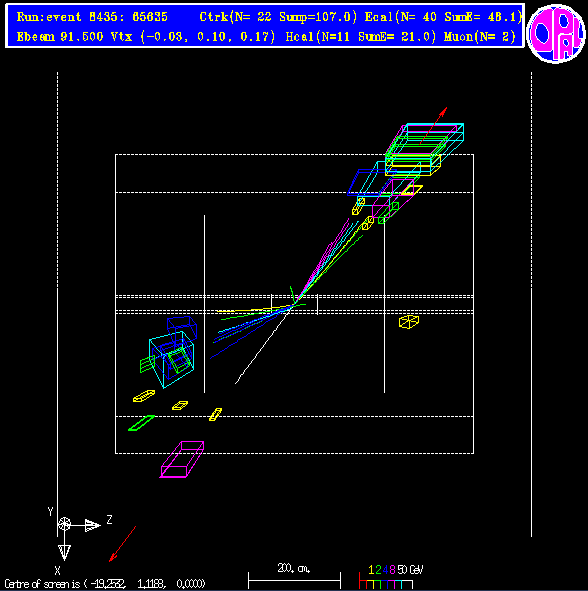 Run:event 8435: 65635 Ctrk(N= 22 Sump=107.0) Ecal(N= 40 SumE= 48.1)
Ebeam 91.500 Vtx (-0.03, 0.10, 0.17) Hcal(N=11 SumE= 21.0) Muon(N= 2)
OPAL
Y
Z
X
200. cm.
1 2 4 8 50 GeV
Centre of screen is ( -19.2532, 1.1168, 0.0000)